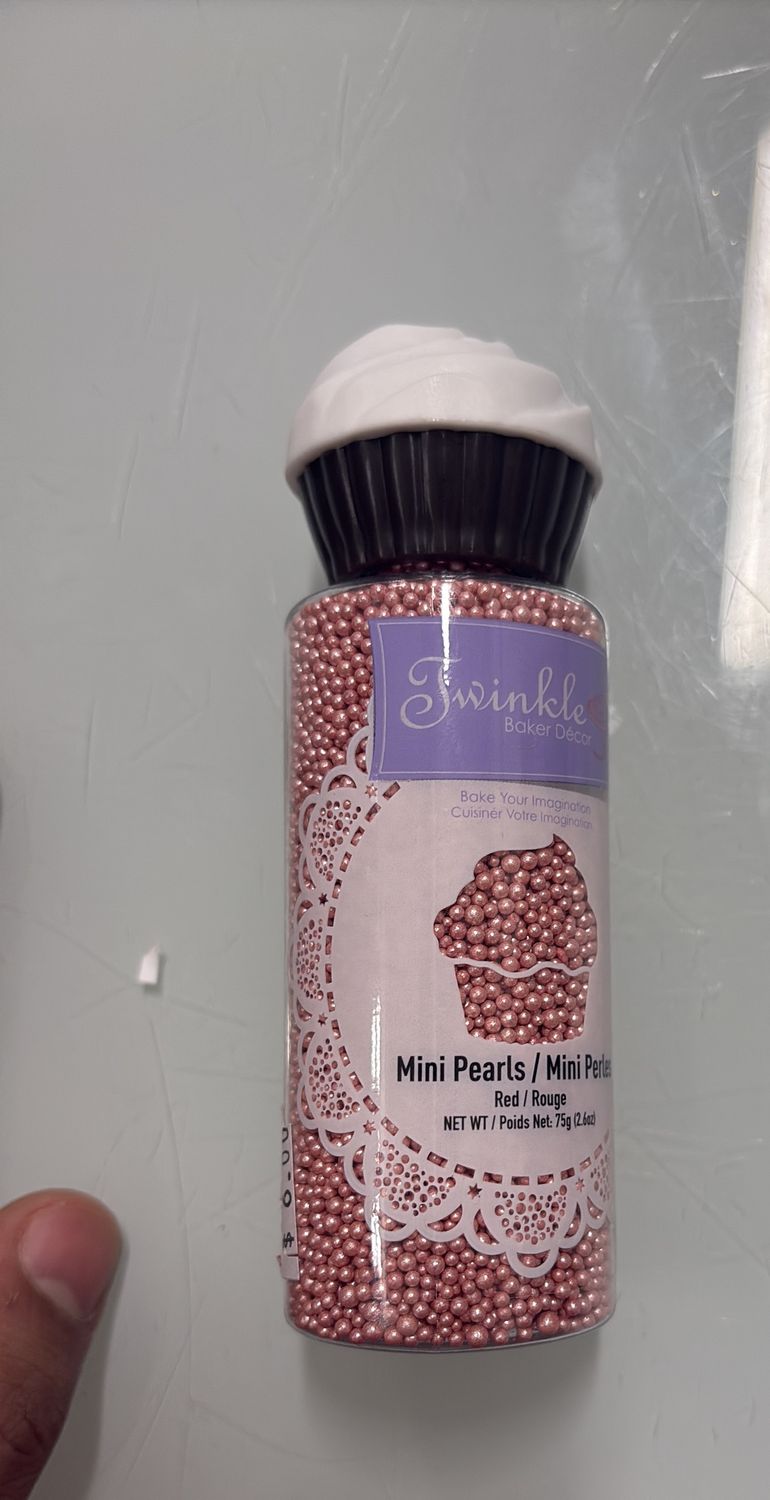 Twinkle
Baker Décor
Bake Your Imagination
Cuisiner Votre Imagination
Mini Pearls / Mini Perles
Red / Rouge
NET WT / Poids Net: 75g (2.6oz)